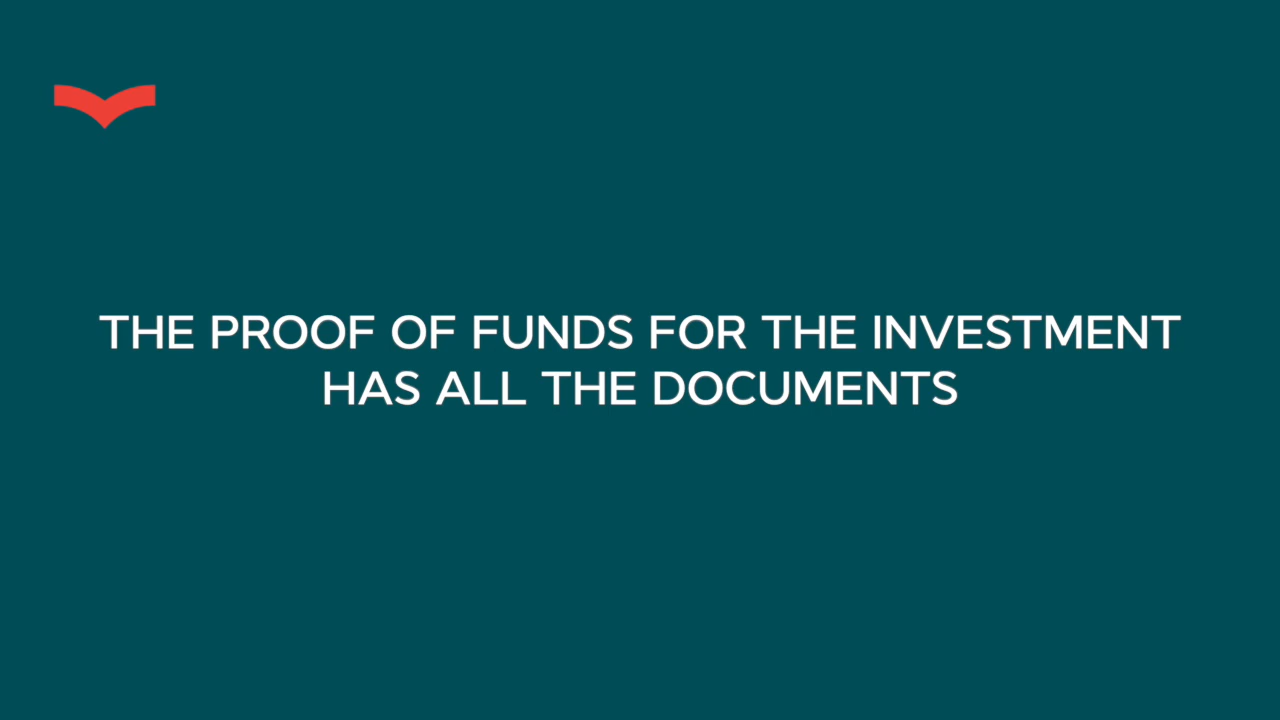 THE PROOF OF FUNDS FOR THE INVESTMENT
HAS ALL THE DOCUMENTS